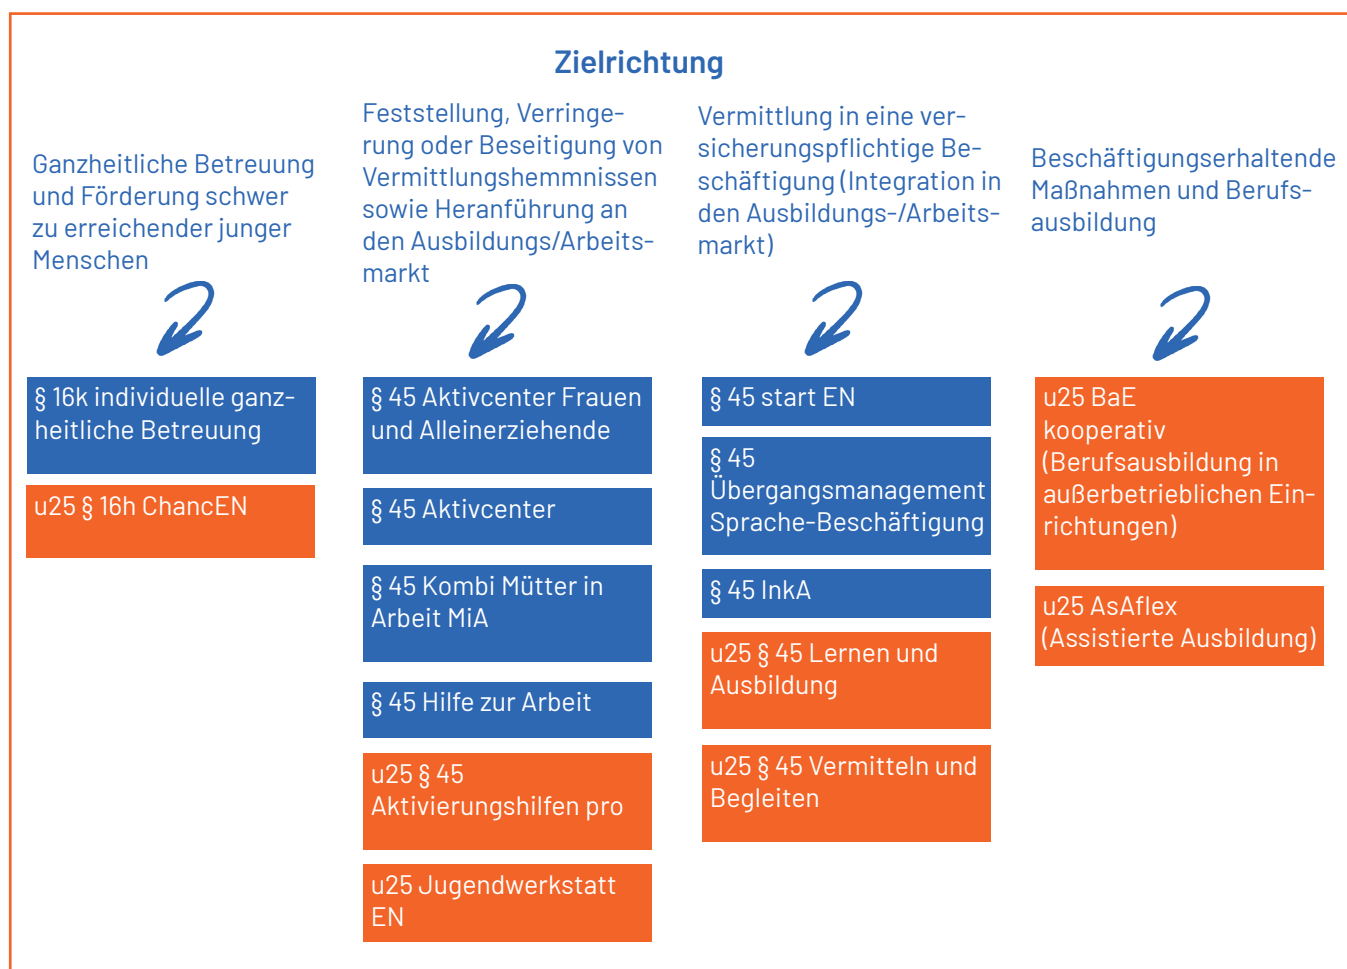 Zielrichtung
Ganzheitliche Betreuung
und Förderung schwer
zu erreichender junger
Menschen
§ 16k individuelle ganz-
heitliche Betreuung
u25 § 16h ChancEN
Feststellung, Verringe-
rung oder Beseitigung von
Vermittlungshemmnissen
sowie Heranführung an
den Ausbildungs/Arbeits-
markt
§ 45 Aktivcenter Frauen
und Alleinerziehende
§ 45 Aktivcenter
§ 45 Kombi Mütter in
Arbeit MiA
§ 45 Hilfe zur Arbeit
u25 § 45
Aktivierungshilfen pro
u25 Jugendwerkstatt
EN
Vermittlung in eine ver-
sicherungspflichtige Be-
schäftigung (Integration in
den Ausbildungs-/Arbeits-
markt)
§ 45 start EN
§ 45
Übergangsmanagement
Sprache-Beschäftigung
§ 45 InkA
u25 § 45 Lernen und
Ausbildung
u25 § 45 Vermitteln und
Begleiten
Beschäftigungserhaltende
Maßnahmen und Berufs-
ausbildung
u25 BaE
kooperativ
(Berufsausbildung in
außerbetrieblichen Ein-
richtungen)
u25 AsAflex
(Assistierte Ausbildung)